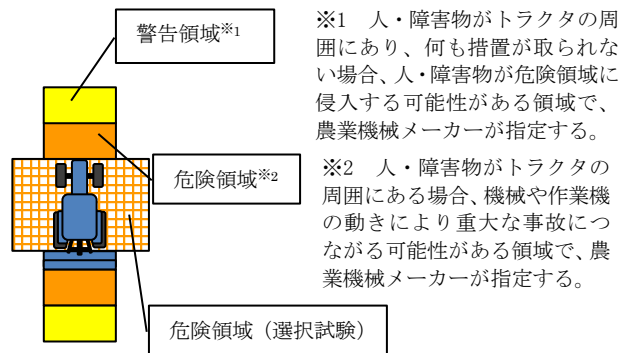 警告領域※1
※1 人・障害物がトラクタの周
囲にあり、何も措置が取られな
い場合、人・障害物が危険領域に
侵入する可能性がある領域で、
農業機械メーカーが指定する。
危険領域※2
※2 人・障害物がトラクタの
周囲にある場合、機械や作業機
の動きにより重大な事故につ
ながる可能性がある領域で、農
業機械メーカーが指定する。
危険領域（選択試験）